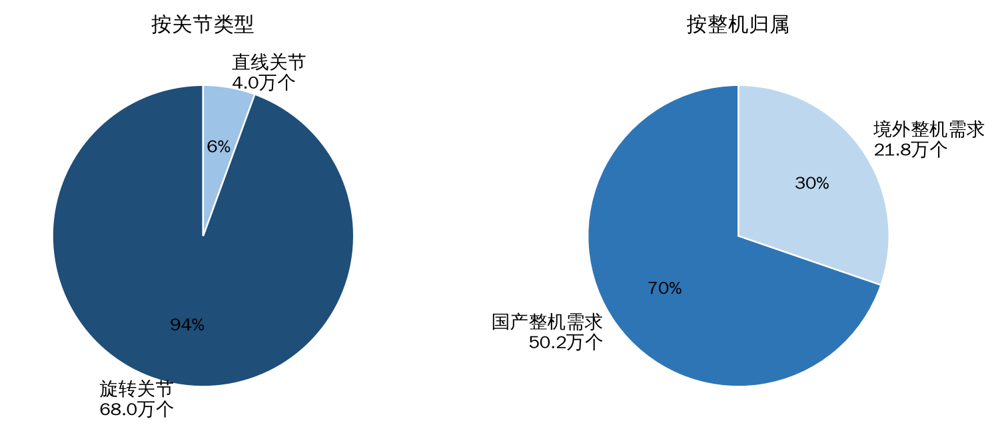 按关节类型
直线关节
4.0万个
6%
94%
旋转关节
68.0万个
按整机归属
境外整机需求
21.8万个
30%
70%
国产整机需求
50.2万个